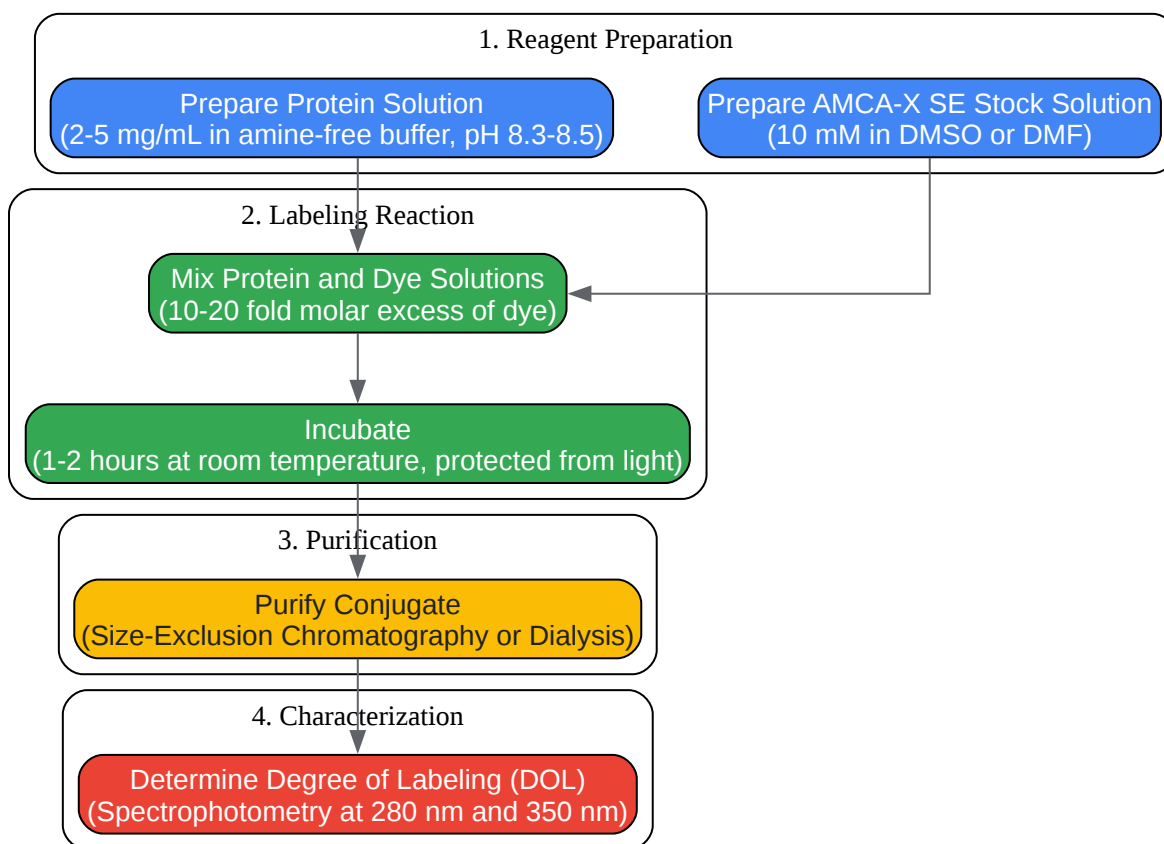 1. Reagent Preparation
Prepare Protein Solution
(2-5 mg/mL in amine-free buffer, pH 8.3-8.5)
Prepare AMCA-X SE Stock Solution
(10 mM in DMSO or DMF)
2. Labeling Reaction
Mix Protein and Dye Solutions
(10-20 fold molar excess of dye)
Incubate
(1-2 hours at room temperature, protected from light)
3. Purification
Purify Conjugate
(Size-Exclusion Chromatography or Dialysis)
4. Characterization
Determine Degree of Labeling (DOL)
(Spectrophotometry at 280 nm and 350 nm)